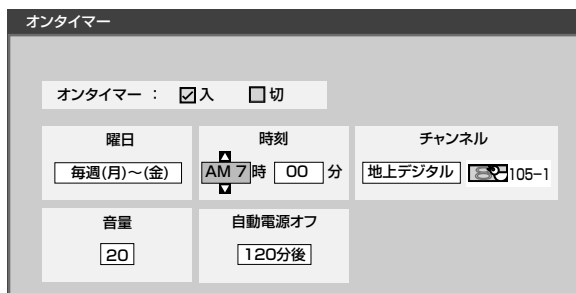 オンタイマー
オンタイマー : 入 切
曜日 時刻 チャンネル
毎週(月)~(金) AM 7 時 00 分 地上デジタル 105-1
音量 自動電源オフ
20 120分後